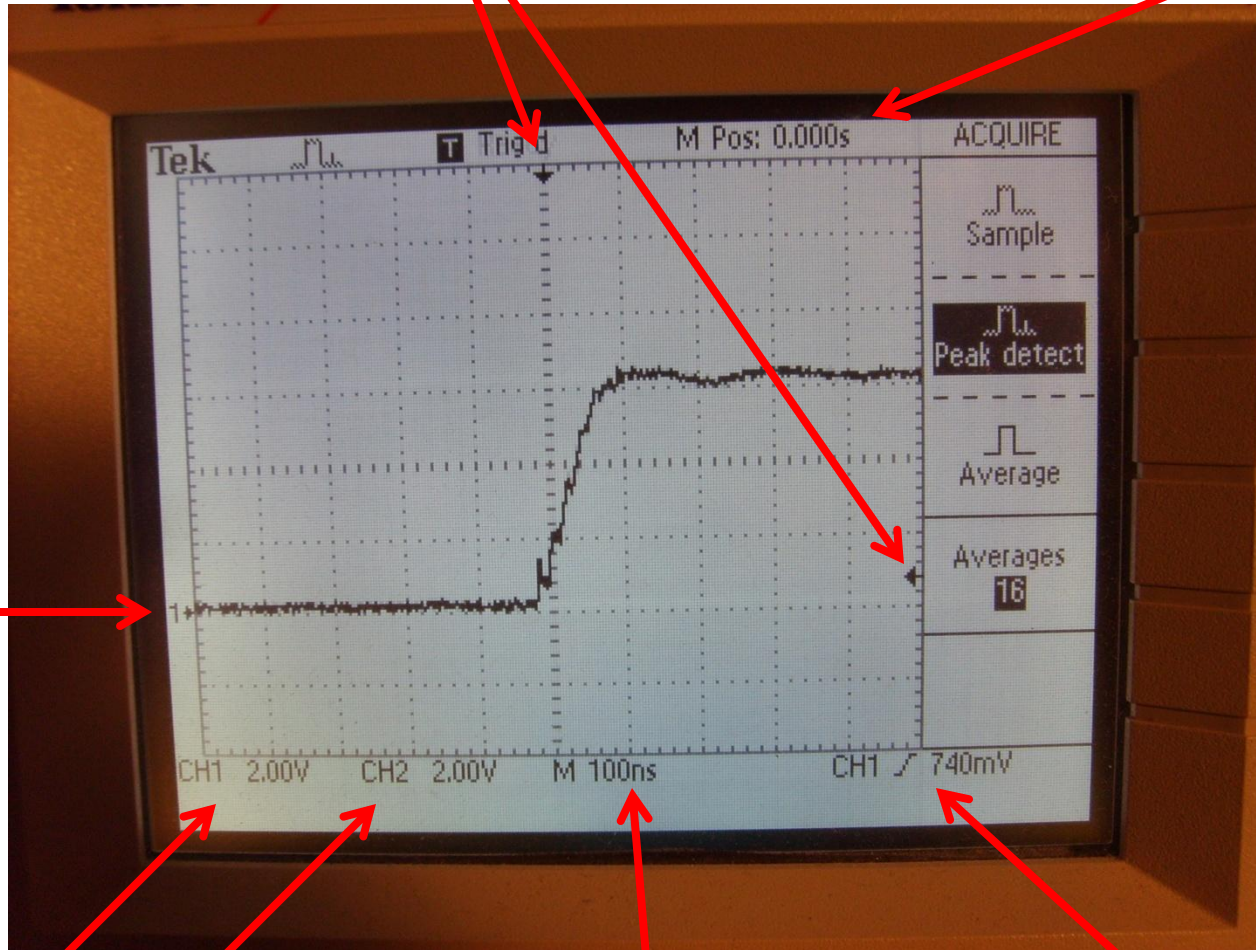 Tek T Trig'd M Pos: 0.000s ACQUIRE
Sample
Peak detect
Average
Averages
16
1
CH1 2.00V CH2 2.00V M 100ns CH1 740mV